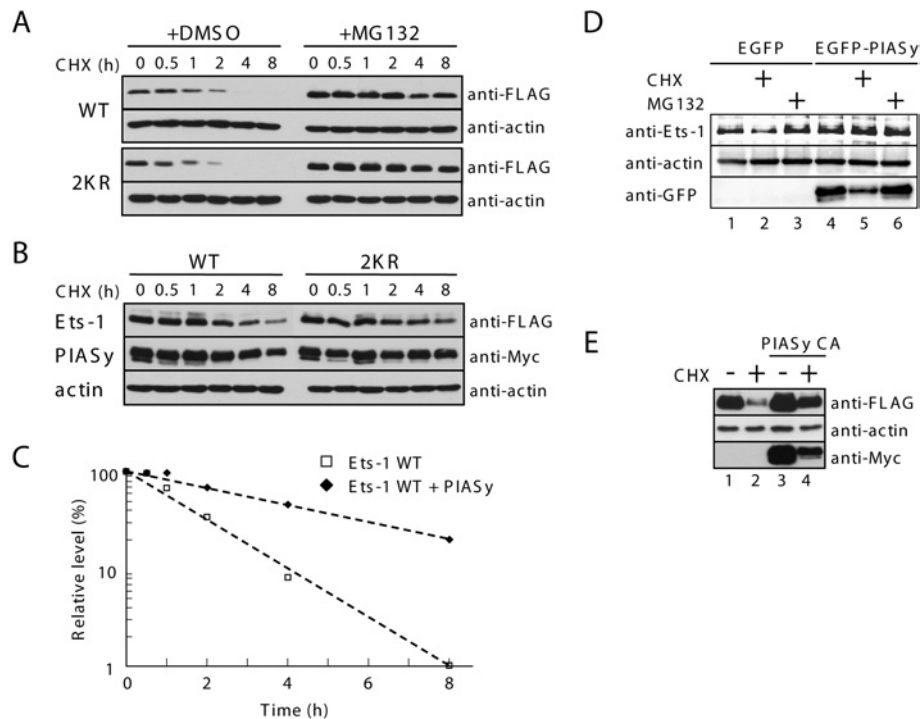 A
+DMSO +MG132
CHX (h) 0 0.5 1 2 4 8 0 0.5 1 2 4 8
WT anti-FLAG
anti-actin
2KR anti-FLAG
anti-actin
B
WT 2KR
CHX (h) 0 0.5 1 2 4 8 0 0.5 1 2 4 8
Ets-1 anti-FLAG
PIASy anti-Myc
actin anti-actin
C
Ets-1 WT
Ets-1 WT + PIASy
Relative level (%)
100
10
1
0 2 4 6 8
Time (h)
D
EGFP EGFP-PIASy
CHX + +
MG132 + +
anti-Ets-1
anti-actin
anti-GFP
1 2 3 4 5 6
E
PIASy CA
CHX - + - +
anti-FLAG
anti-actin
anti-Myc
1 2 3 4